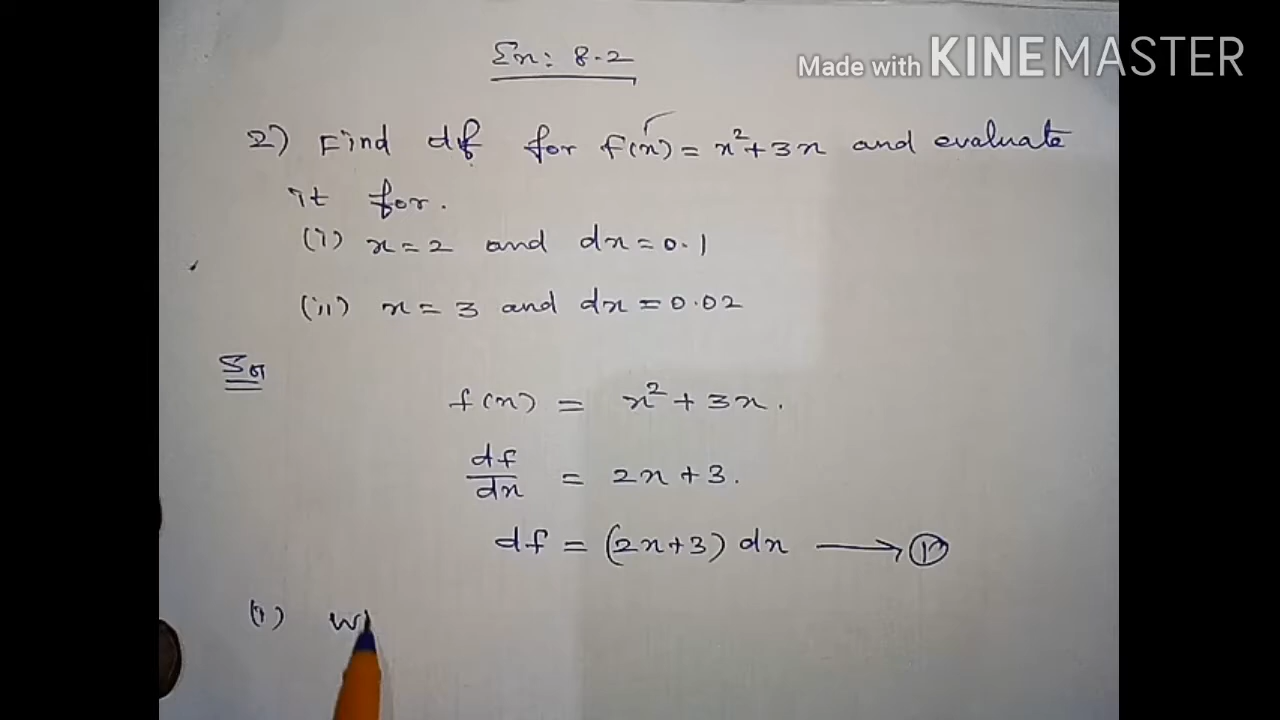 Ex: 8.2
Made with KINEMASTER
2) Find df for f(x) = x²+3x and evaluate
it for.
(i) x=2 and dx=0.1
(ii) x = 3 and dx = 0.02
Sol
f(x) = x²+3x.
df/dx = 2x+3.
df = (2x+3) dx ⟶ ①
(i)